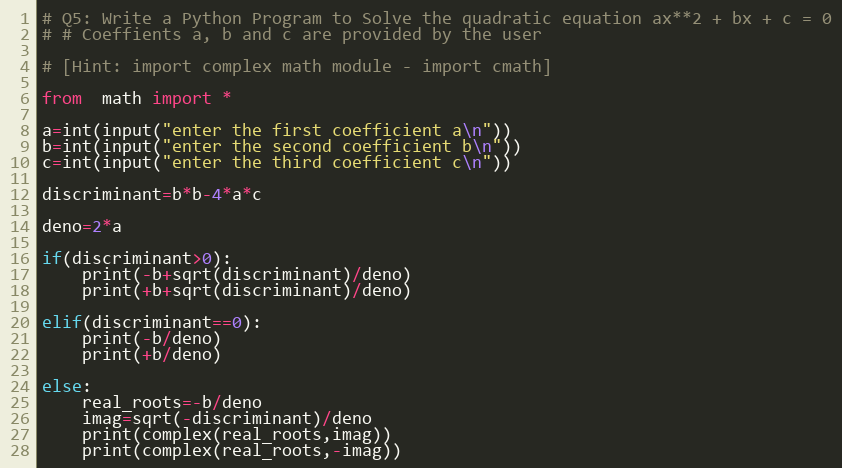 1 # Q5: Write a Python Program to Solve the quadratic equation ax**2 + bx + c = 0
2 # # Coeffients a, b and c are provided by the user
3
4 # [Hint: import complex math module - import cmath]
5
6 from  math import *
7
8 a=int(input("enter the first coefficient a\n"))
9 b=int(input("enter the second coefficient b\n"))
10 c=int(input("enter the third coefficient c\n"))
11
12 discriminant=b*b-4*a*c
13
14 deno=2*a
15
16 if(discriminant>0):
17     print(-b+sqrt(discriminant)/deno)
18     print(+b+sqrt(discriminant)/deno)
19
20 elif(discriminant==0):
21     print(-b/deno)
22     print(+b/deno)
23
24 else:
25     real_roots=-b/deno
26     imag=sqrt(-discriminant)/deno
27     print(complex(real_roots,imag))
28     print(complex(real_roots,-imag))